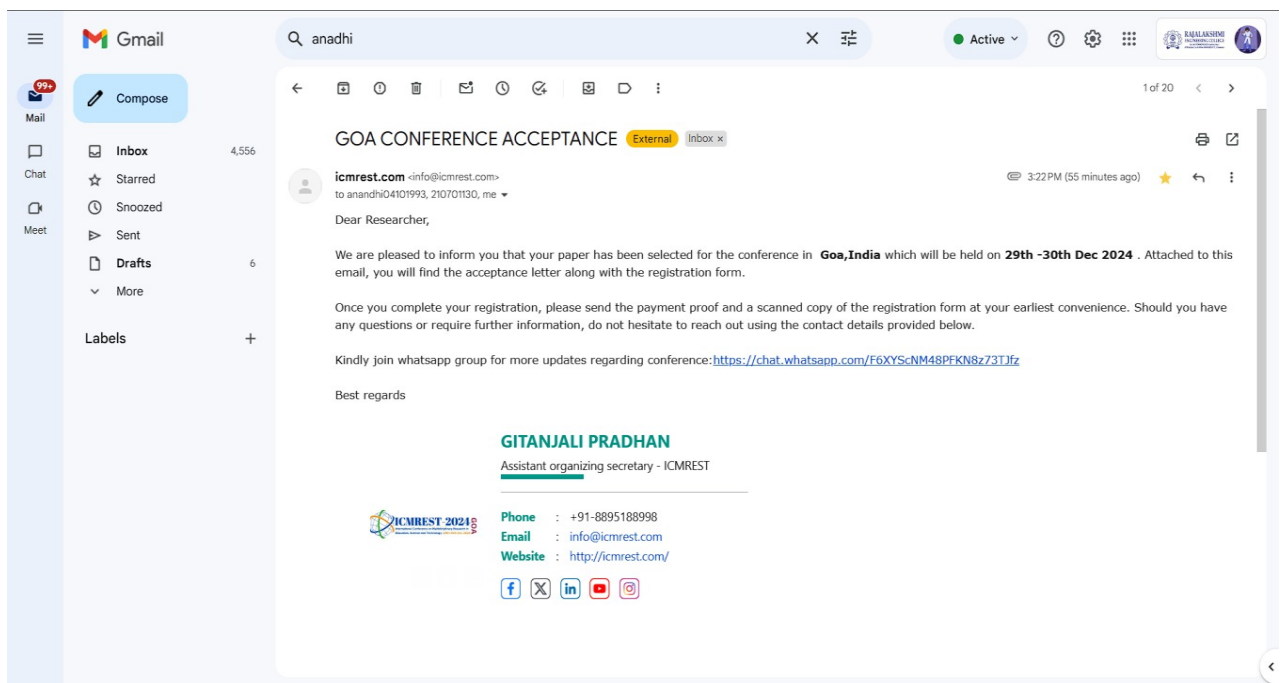 Gmail
anadhi
Active
RAJALAKSHMI
ENGINEERING COLLEGE
99+
Mail
Chat
Meet
Compose
Inbox 4,556
Starred
Snoozed
Sent
Drafts 6
More
Labels +
1 of 20
GOA CONFERENCE ACCEPTANCE External Inbox ×
icmrest.com <info@icmrest.com> 3:22 PM (55 minutes ago)
to anandhi04101993, 210701130, me
Dear Researcher,
We are pleased to inform you that your paper has been selected for the conference in Goa,India which will be held on 29th -30th Dec 2024 . Attached to this
email, you will find the acceptance letter along with the registration form.
Once you complete your registration, please send the payment proof and a scanned copy of the registration form at your earliest convenience. Should you have
any questions or require further information, do not hesitate to reach out using the contact details provided below.
Kindly join whatsapp group for more updates regarding conference:https://chat.whatsapp.com/F6XYScNM48PFKN8z73TJfz
Best regards
GITANJALI PRADHAN
Assistant organizing secretary - ICMREST
ICMREST-2024 GOA
Phone : +91-8895188998
Email : info@icmrest.com
Website : http://icmrest.com/